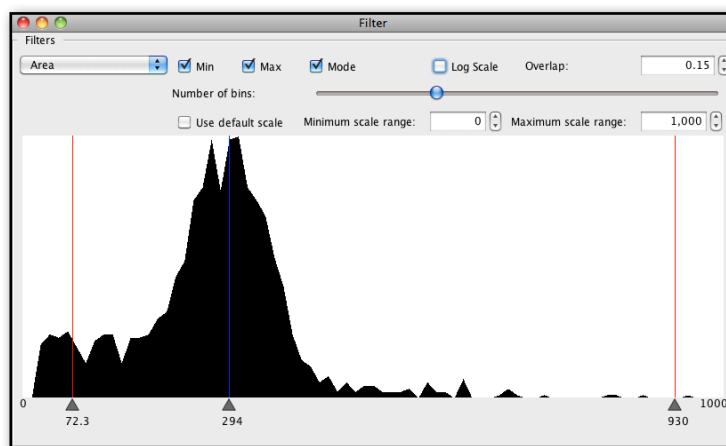 Filter
Filters
Area Min Max Mode Log Scale Overlap: 0.15
Number of bins:
Use default scale Minimum scale range: 0 Maximum scale range: 1,000
0 1000
72.3 294 930